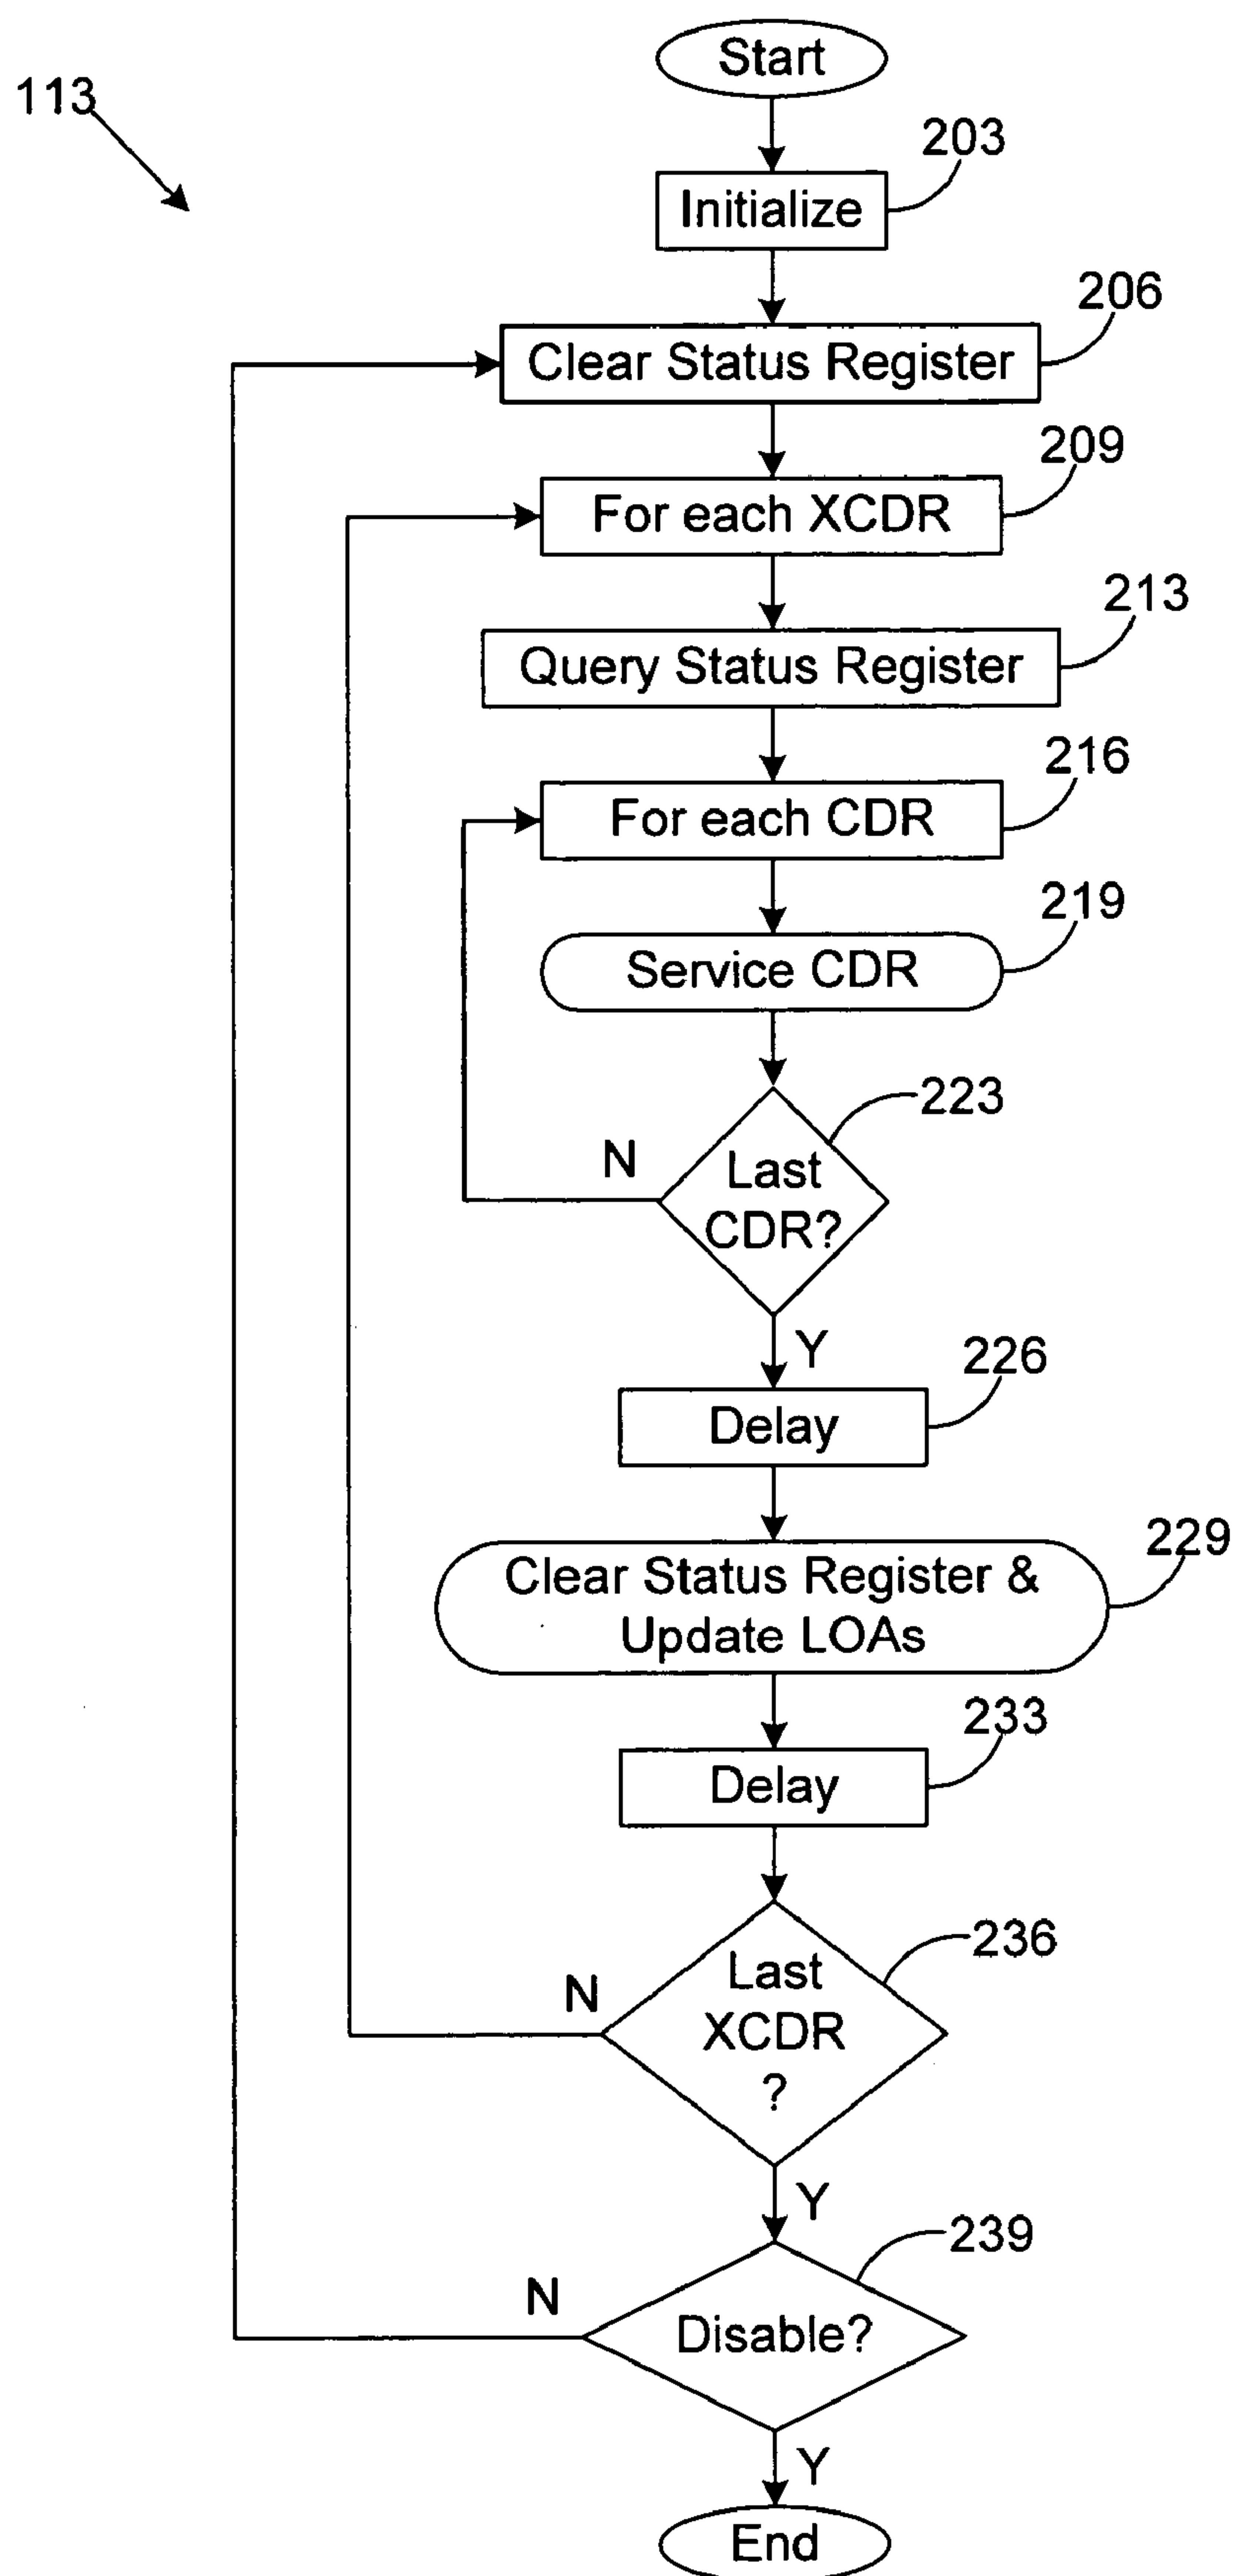 Start
113
203
Initialize
206
Clear Status Register
209
For each XCDR
213
Query Status Register
216
For each CDR
219
Service CDR
223
N
Last
CDR?
Y
226
Delay
229
Clear Status Register &
Update LOAs
233
Delay
236
N
Last
XCDR
?
Y
239
N
Disable?
Y
End